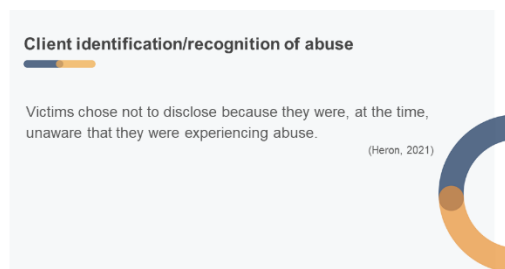 Client identification/recognition of abuse
Victims chose not to disclose because they were, at the time,
unaware that they were experiencing abuse.
(Heron, 2021)